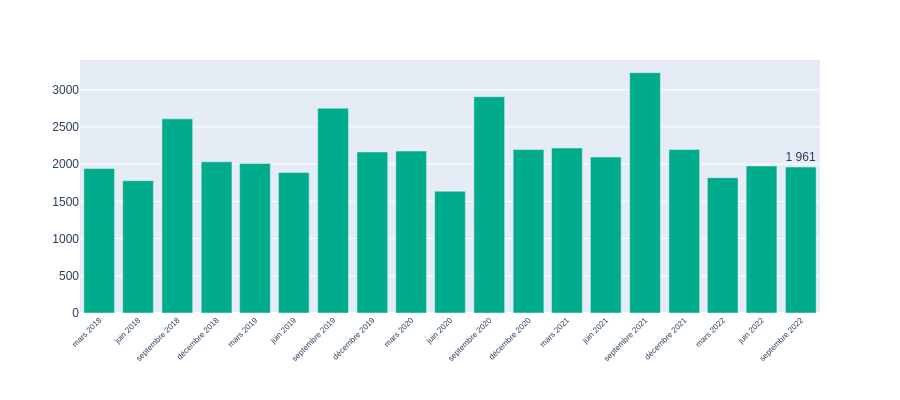 3000
2500
2000
1500
1000
500
0
1 961
mars 2018
juin 2018
septembre 2018
décembre 2018
mars 2019
juin 2019
septembre 2019
décembre 2019
mars 2020
juin 2020
septembre 2020
décembre 2020
mars 2021
juin 2021
septembre 2021
décembre 2021
mars 2022
juin 2022
septembre 2022